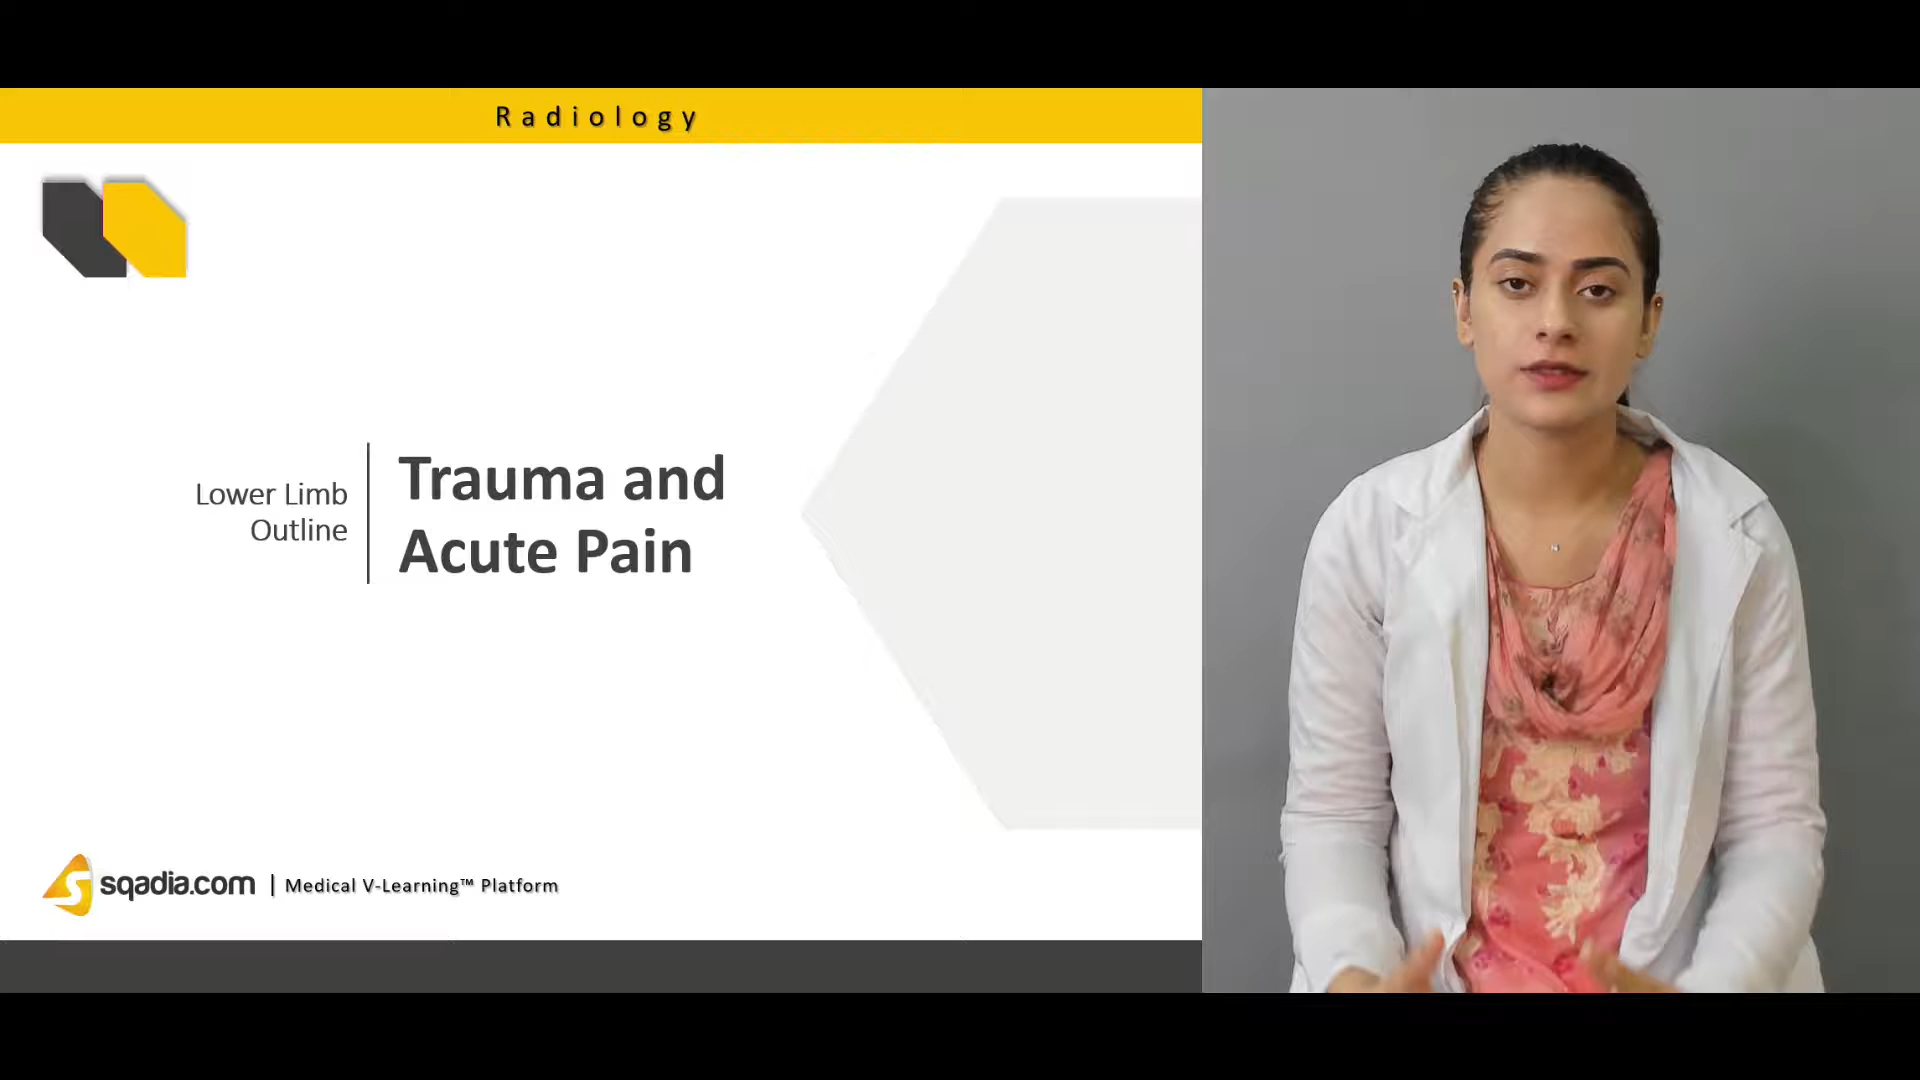 Radiology
Lower Limb
Outline
Trauma and
Acute Pain
sqadia.com | Medical V-Learning™ Platform